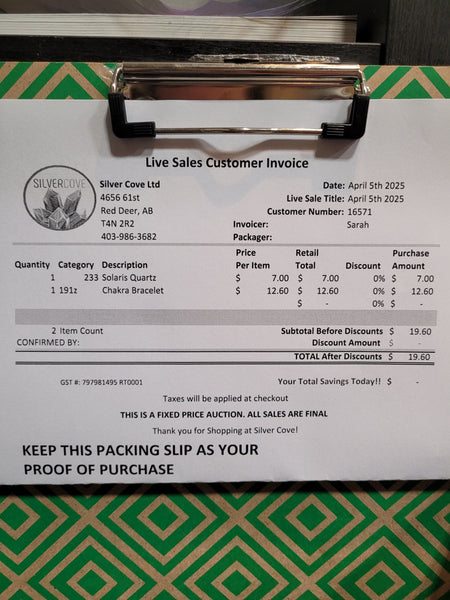 Live Sales Customer Invoice
SILVERCOVE
Silver Cove Ltd
4656 61st
Red Deer, AB
T4N 2R2
403-986-3682
Date: April 5th 2025
Live Sale Title: April 5th 2025
Customer Number: 16571
Invoicer: Sarah
Packager:
Quantity Category Description Price Per Item Retail Total Discount Purchase Amount
1 233 Solaris Quartz $ 7.00 $ 7.00 0% $ 7.00
1 191z Chakra Bracelet $ 12.60 $ 12.60 0% $ 12.60
$ - 0% $ -
2 Item Count Subtotal Before Discounts $ 19.60
CONFIRMED BY: Discount Amount $ -
TOTAL After Discounts $ 19.60
GST #: 797981495 RT0001 Your Total Savings Today!! $ -
Taxes will be applied at checkout
THIS IS A FIXED PRICE AUCTION. ALL SALES ARE FINAL
Thank you for Shopping at Silver Cove!
KEEP THIS PACKING SLIP AS YOUR
PROOF OF PURCHASE